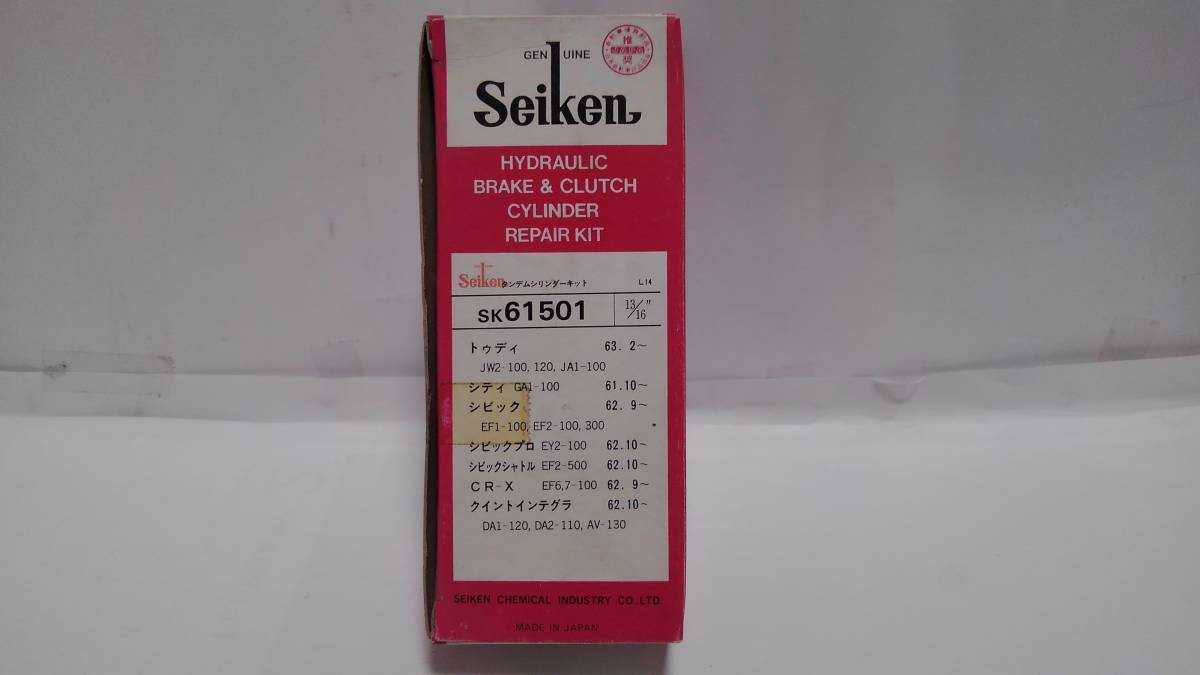 GENUINE
Seiken
推奨
HYDRAULIC
BRAKE & CLUTCH
CYLINDER
REPAIR KIT
Seiken タンデムシリンダーキット L14
SK61501 13/16"
トゥディ 63. 2~
JW2-100, 120, JA1-100
シティ GA1-100 61.10~
シビック 62. 9~
EF1-100, EF2-100, 300
シビックプロ EY2-100 62.10~
シビックシャトル EF2-500 62.10~
CR-X EF6,7-100 62. 9~
クイントインテグラ 62.10~
DA1-120, DA2-110, AV-130
SEIKEN CHEMICAL INDUSTRY CO.,LTD.
MADE IN JAPAN